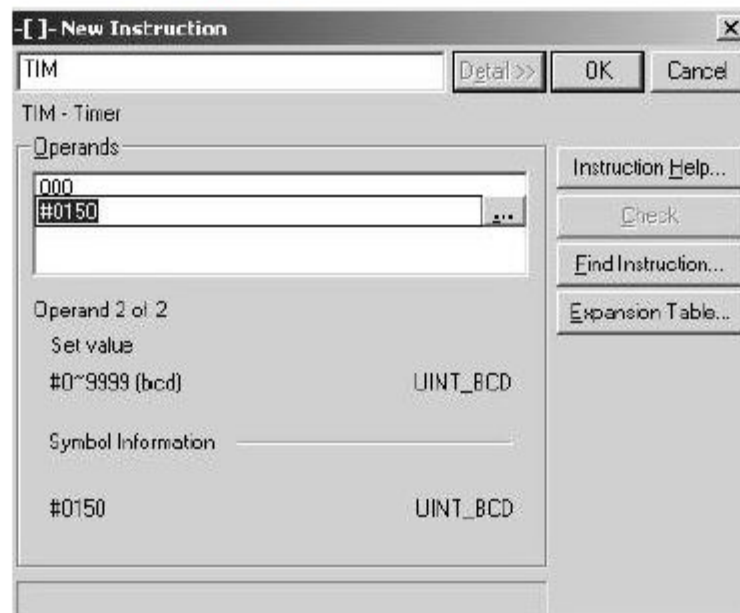 -[ ]- New Instruction
TIM
Detail >>
OK
Cancel
TIM - Timer
Operands
000
#0150
...
Instruction Help...
Check
Find Instruction...
Expansion Table...
Operand 2 of 2
Set value
#0~9999 (bcd) UINT_BCD
Symbol Information
#0150 UINT_BCD